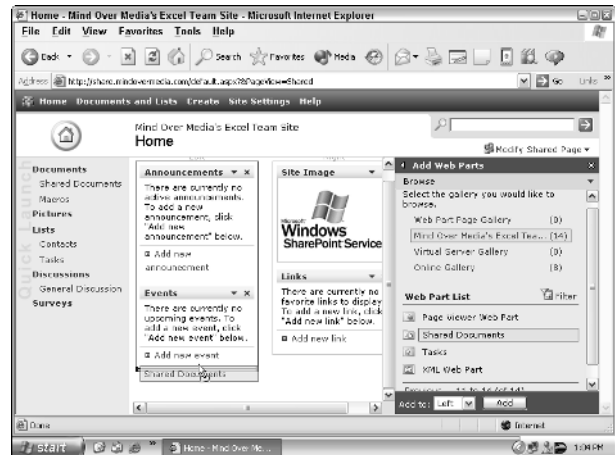 Home - Mind Over Media's Excel Team Site - Microsoft Internet Explorer
File Edit View Favorites Tools Help
Back Search Favorites Media
Address http://share.mindovermedia.com/default.aspx?&PageView=Shared Go Links »
Home Documents and Lists Create Site Settings Help
Mind Over Media's Excel Team Site
Home
Modify Shared Page
Quick Launch
Documents
Shared Documents
Macros
Pictures
Lists
Contacts
Tasks
Discussions
General Discussion
Surveys
Announcements
There are currently no
active announcements.
To add a new
announcement, click
"Add new
announcement" below.
Add new
announcement
Events
There are currently no
upcoming events. To
add a new event, click
"Add new event" below.
Add new event
Shared Documents
Site Image
Microsoft
Windows
SharePoint Service
Links
There are currently no
favorite links to display
To add a new link, click
"Add new link" below.
Add new link
Add Web Parts
Browse
Select the gallery you would like to
browse.
Web Part Page Gallery (0)
Mind Over Media's Excel Tea... (14)
Virtual Server Gallery (0)
Online Gallery (8)
Web Part List Filter
Page Viewer Web Part
Shared Documents
Tasks
XML Web Part
Add to: Left Add
Done Internet
start » Home - Mind Over Me... 1:04 PM